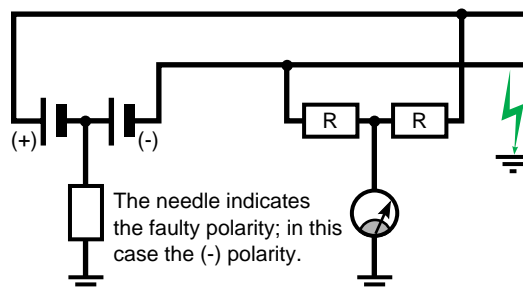 R
R
(+)
(-)
The needle indicates
the faulty polarity; in this
case the (-) polarity.